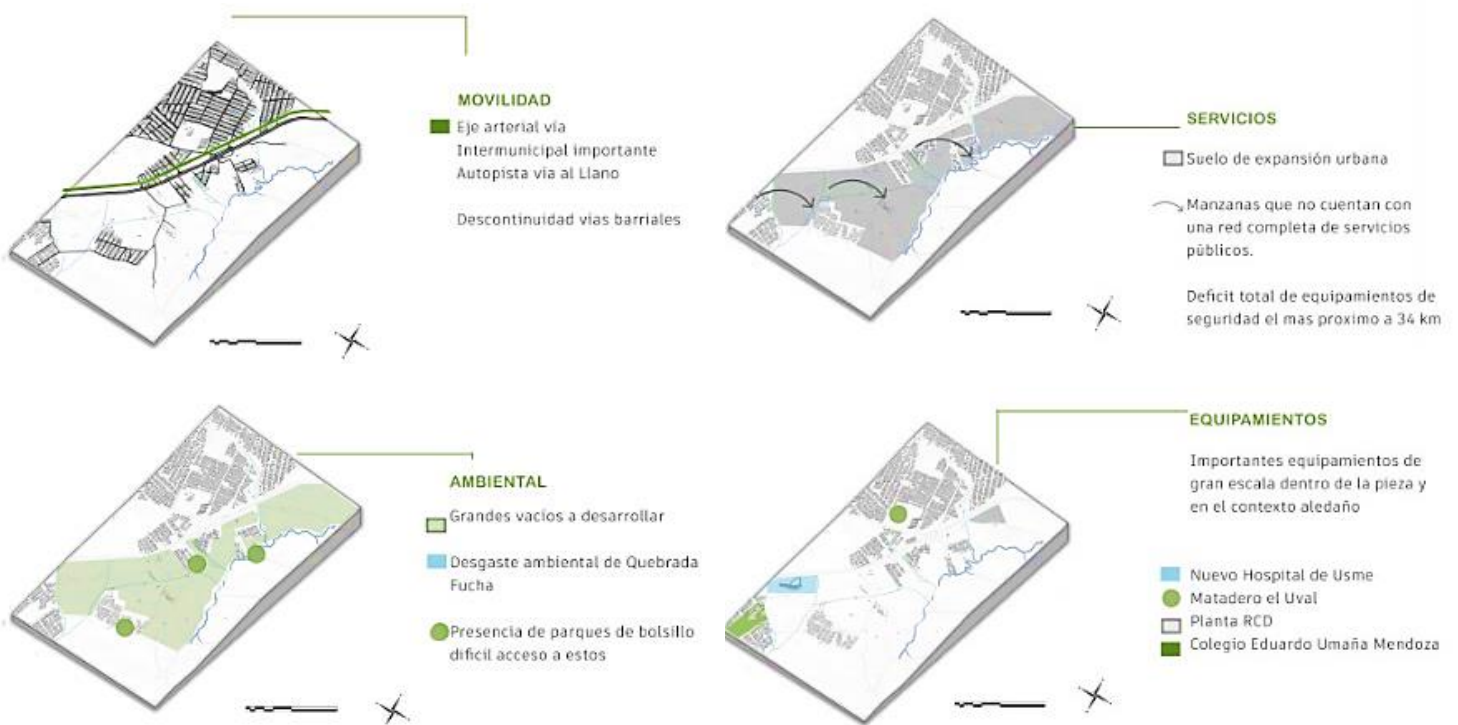 MOVILIDAD
Eje arterial via
Intermunicipal importante
Autopista via al Llano
Descontinuidad vias barriales
SERVICIOS
Suelo de expansión urbana
Manzanas que no cuentan con
una red completa de servicios
públicos.
Deficit total de equipamientos de
seguridad el mas proximo a 34 km
AMBIENTAL
Grandes vacios a desarrollar
Desgaste ambiental de Quebrada
Fucha
Presencia de parques de bolsillo
dificil acceso a estos
EQUIPAMIENTOS
Importantes equipamientos de
gran escala dentro de la pieza y
en el contexto aledaño
Nuevo Hospital de Usme
Matadero el Uval
Planta RCD
Colegio Eduardo Umaña Mendoza